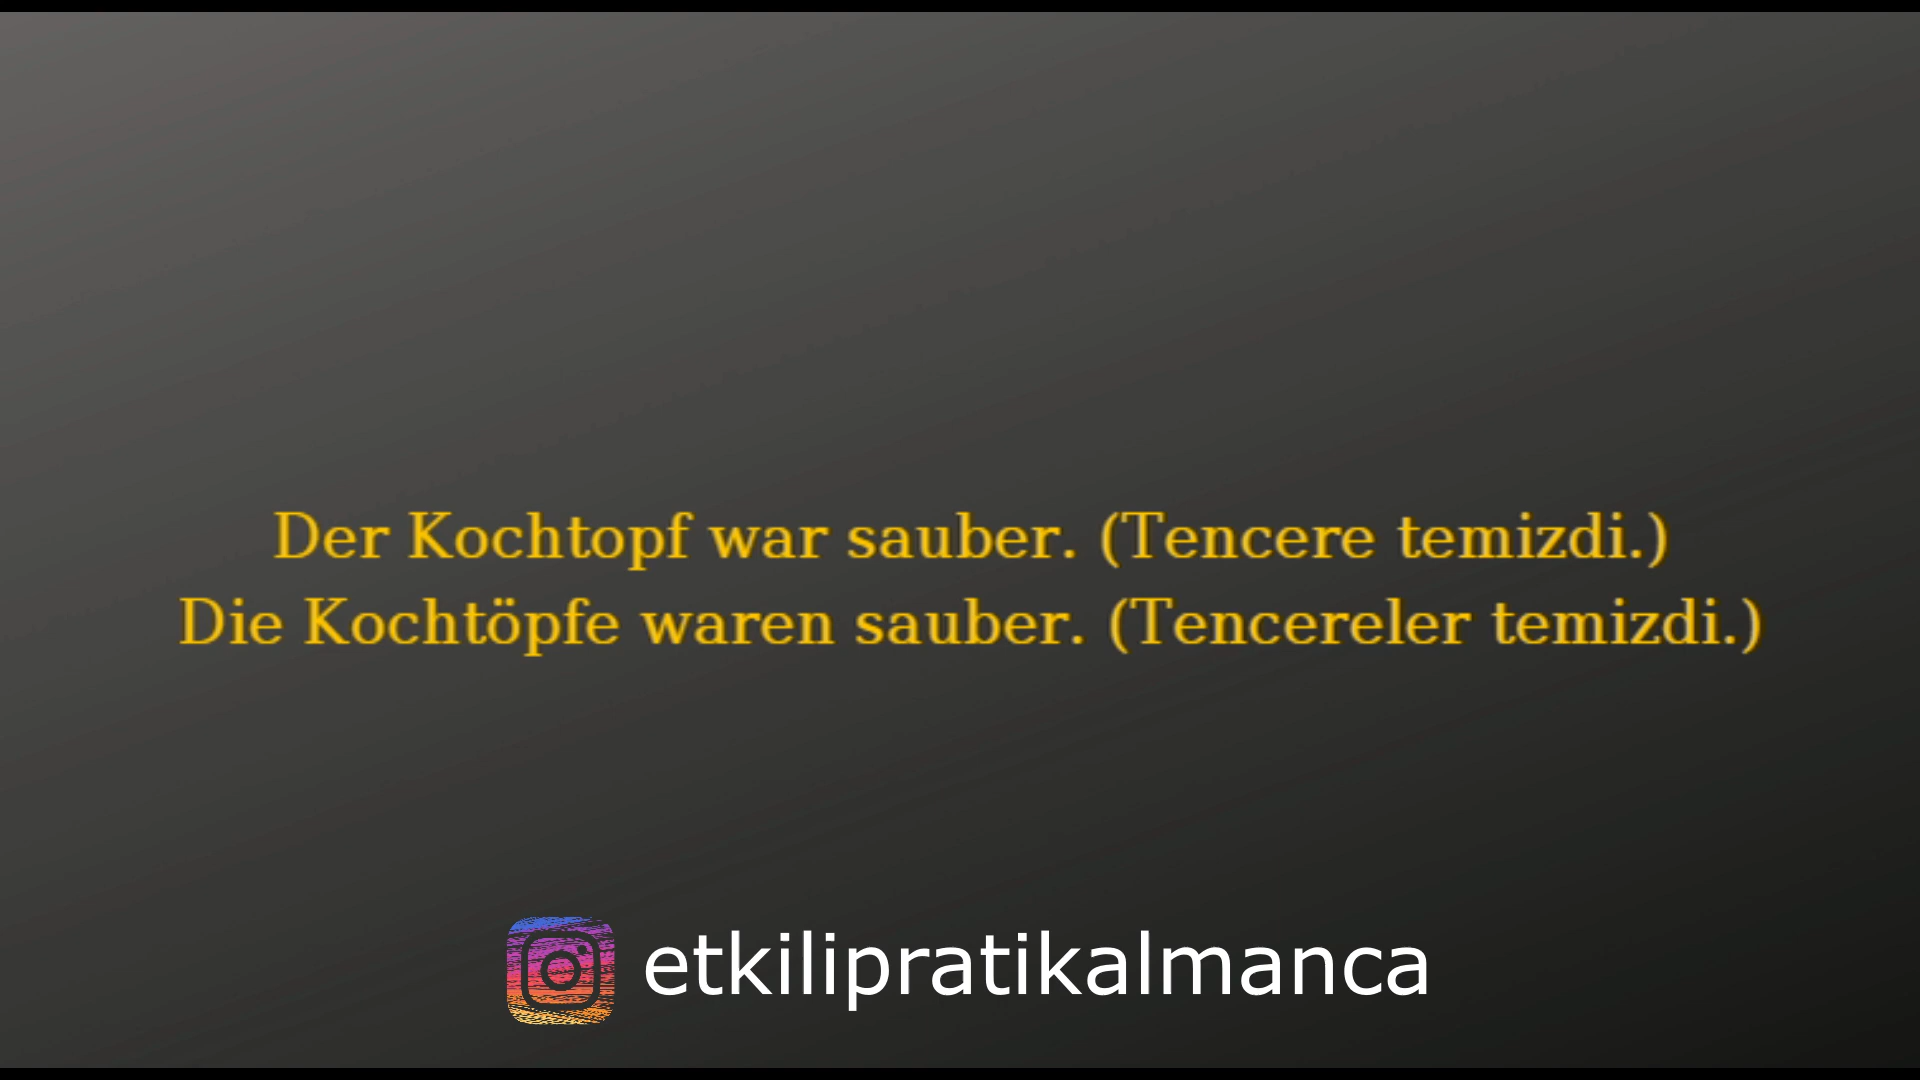 Der Kochtopf war sauber. (Tencere temizdi.)
Die Kochtöpfe waren sauber. (Tencereler temizdi.)
etkilipratikalmanca